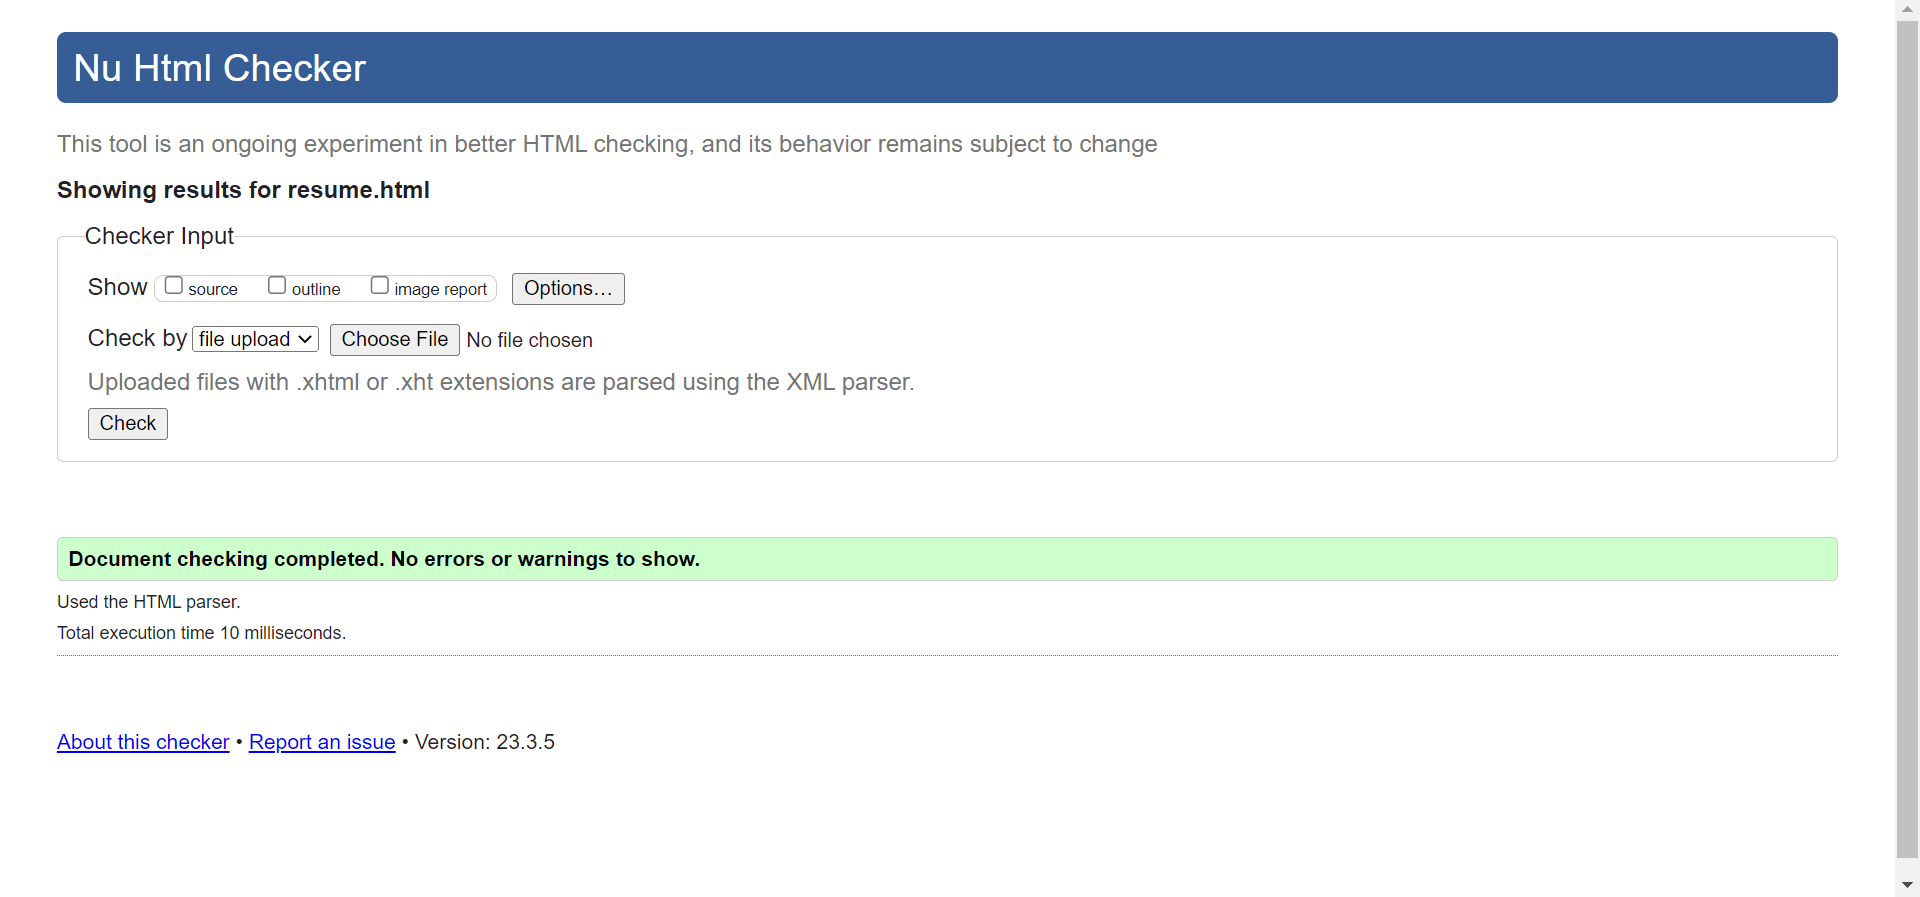 Nu Html Checker
This tool is an ongoing experiment in better HTML checking, and its behavior remains subject to change
Showing results for resume.html
Checker Input
Show source outline image report Options...
Check by file upload Choose File No file chosen
Uploaded files with .xhtml or .xht extensions are parsed using the XML parser.
Check
Document checking completed. No errors or warnings to show.
Used the HTML parser.
Total execution time 10 milliseconds.
About this checker • Report an issue • Version: 23.3.5